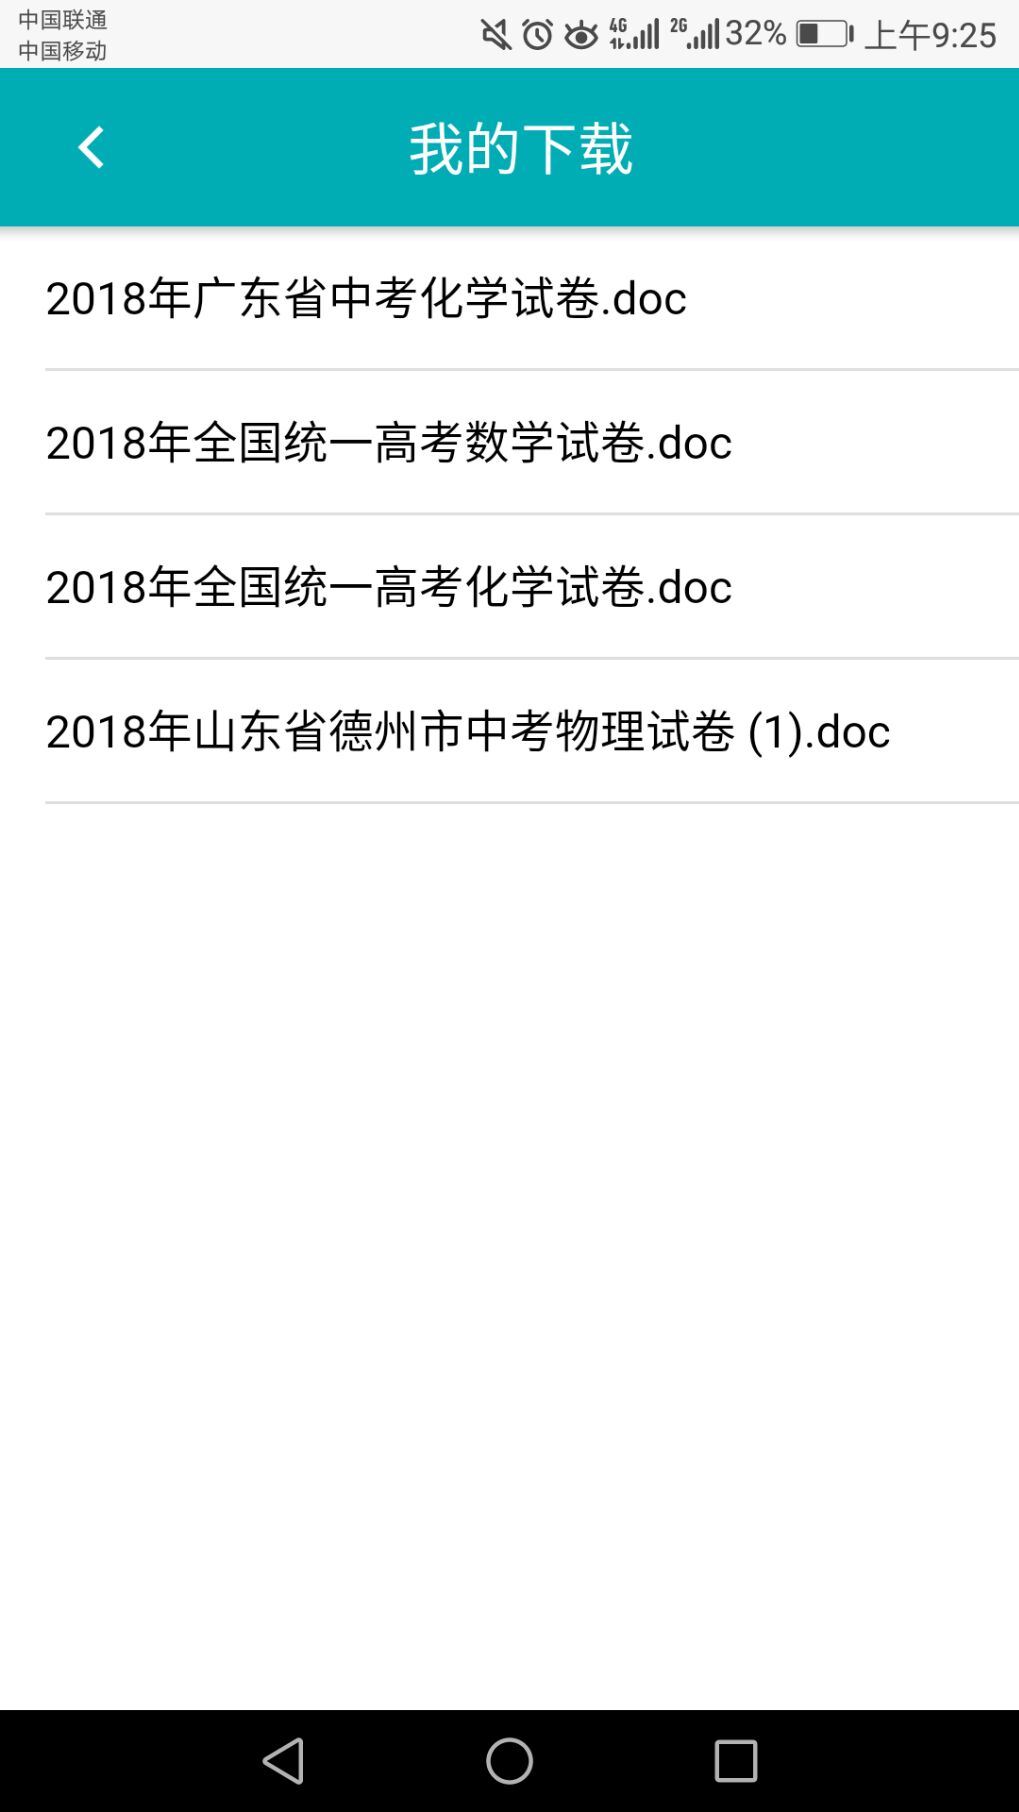 中国联通
中国移动
4G 2G 32% 上午9:25
我的下载
2018年广东省中考化学试卷.doc
2018年全国统一高考数学试卷.doc
2018年全国统一高考化学试卷.doc
2018年山东省德州市中考物理试卷 (1).doc